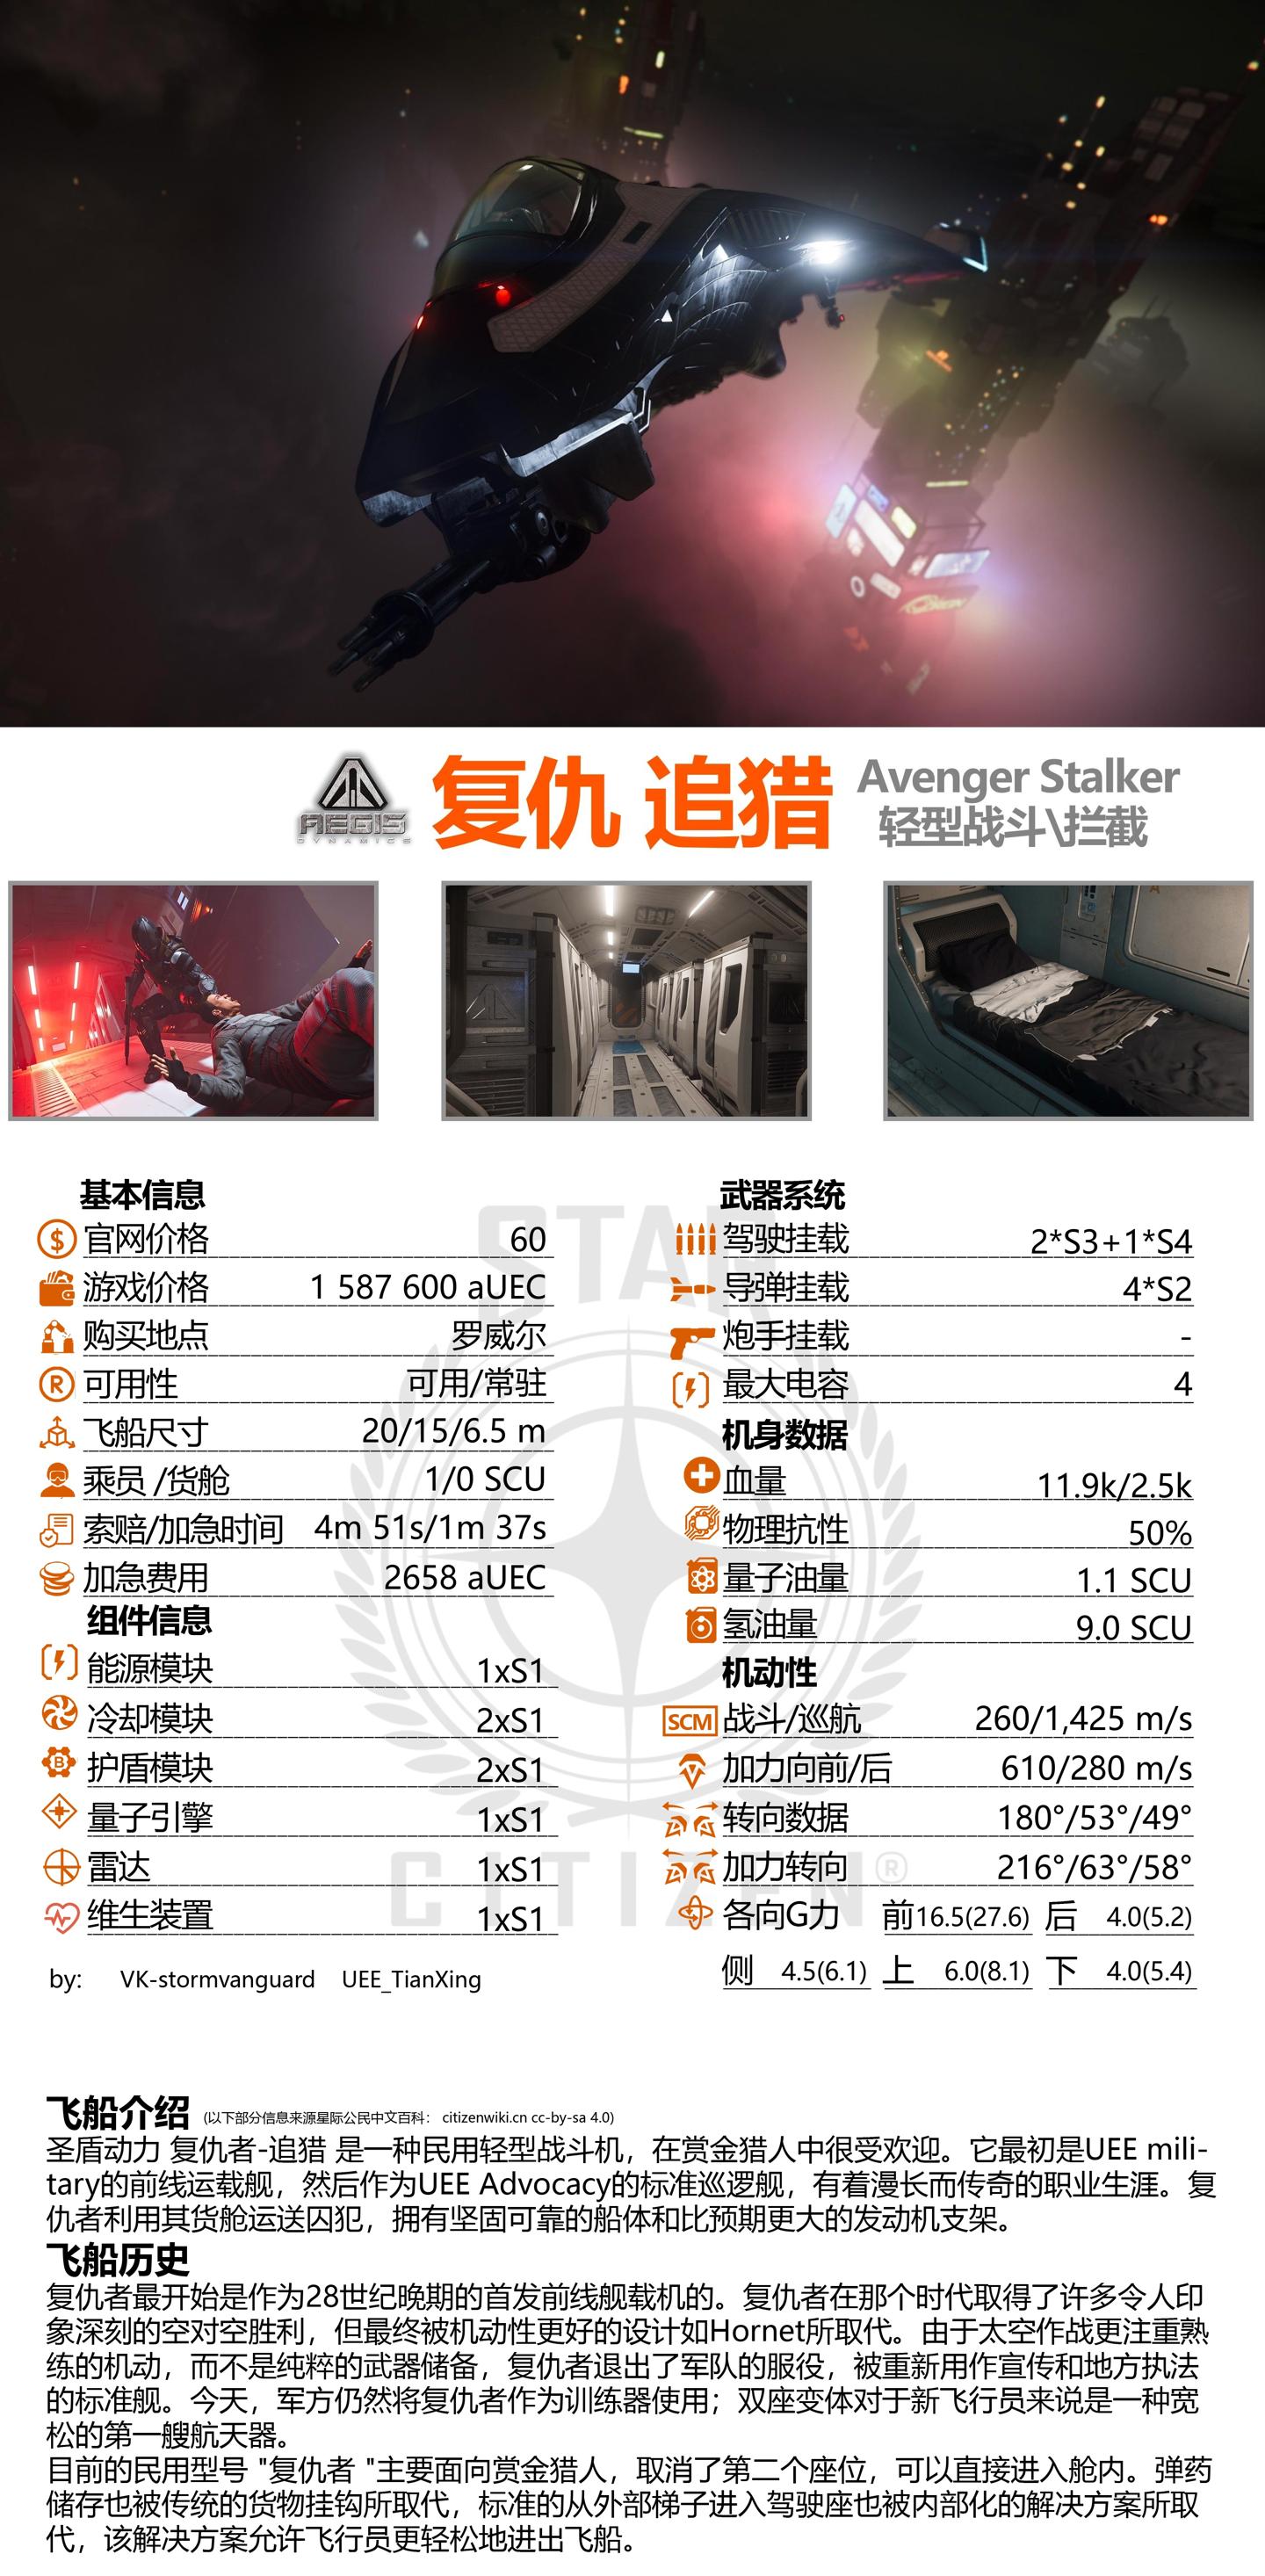 AEGIS
DYNAMICS
复仇 追猎
Avenger Stalker
轻型战斗\拦截
基本信息
官网价格 60
游戏价格 1 587 600 aUEC
购买地点 罗威尔
可用性 可用/常驻
飞船尺寸 20/15/6.5 m
乘员 /货舱 1/0 SCU
索赔/加急时间 4m 51s/1m 37s
加急费用 2658 aUEC
组件信息
能源模块 1xS1
冷却模块 2xS1
护盾模块 2xS1
量子引擎 1xS1
雷达 1xS1
维生装置 1xS1
by: VK-stormvanguard UEE_TianXing
武器系统
驾驶挂载 2*S3+1*S4
导弹挂载 4*S2
炮手挂载 -
最大电容 4
机身数据
血量 11.9k/2.5k
物理抗性 50%
量子油量 1.1 SCU
氢油量 9.0 SCU
机动性
SCM 战斗/巡航 260/1,425 m/s
加力向前/后 610/280 m/s
转向数据 180°/53°/49°
加力转向 216°/63°/58°
各向G力 前16.5(27.6) 后 4.0(5.2)
侧 4.5(6.1) 上 6.0(8.1) 下 4.0(5.4)
STAR
CITIZEN®
飞船介绍 (以下部分信息来源星际公民中文百科： citizenwiki.cn cc-by-sa 4.0)
圣盾动力 复仇者-追猎 是一种民用轻型战斗机，在赏金猎人中很受欢迎。它最初是UEE mili-
tary的前线运载舰，然后作为UEE Advocacy的标准巡逻舰，有着漫长而传奇的职业生涯。复
仇者利用其货舱运送囚犯，拥有坚固可靠的船体和比预期更大的发动机支架。
飞船历史
复仇者最开始是作为28世纪晚期的首发前线舰载机的。复仇者在那个时代取得了许多令人印
象深刻的空对空胜利，但最终被机动性更好的设计如Hornet所取代。由于太空作战更注重熟
练的机动，而不是纯粹的武器储备，复仇者退出了军队的服役，被重新用作宣传和地方执法
的标准舰。今天，军方仍然将复仇者作为训练器使用；双座变体对于新飞行员来说是一种宽
松的第一艘航天器。
目前的民用型号 "复仇者 "主要面向赏金猎人，取消了第二个座位，可以直接进入舱内。弹药
储存也被传统的货物挂钩所取代，标准的从外部梯子进入驾驶座也被内部化的解决方案所取
代，该解决方案允许飞行员更轻松地进出飞船。